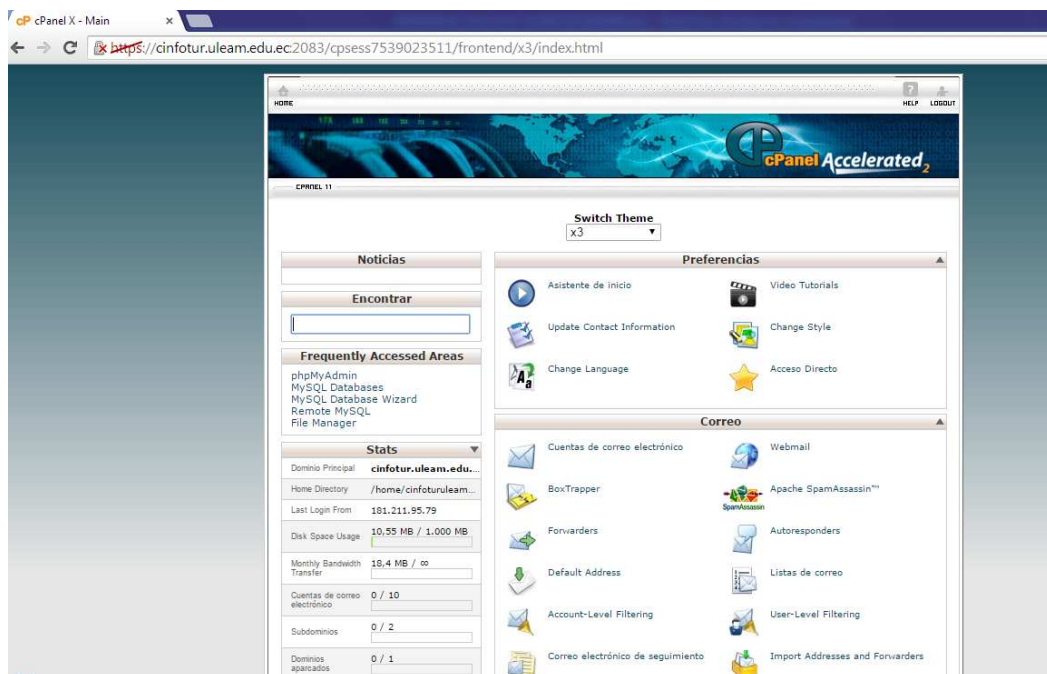 cPanel X - Main
https://cinfotur.uleam.edu.ec:2083/cpsess7539023511/frontend/x3/index.html
HOME
HELP LOGOUT
cPanel Accelerated2
CPANEL 11
Switch Theme
x3
Noticias
Encontrar
Frequently Accessed Areas
phpMyAdmin
MySQL Databases
MySQL Database Wizard
Remote MySQL
File Manager
Stats
Dominio Principal cinfotur.uleam.edu....
Home Directory /home/cinfoturuleam...
Last Login From 181.211.95.79
Disk Space Usage 10,55 MB / 1.000 MB
Monthly Bandwidth
Transfer
18,4 MB / ∞
Cuentas de correo
electrónico
0 / 10
Subdominios 0 / 2
Dominios
aparcados
0 / 1
Preferencias
Asistente de inicio
Video Tutorials
Update Contact Information
Change Style
Change Language
Acceso Directo
Correo
Cuentas de correo electrónico
Webmail
BoxTrapper
Apache SpamAssassin™
SpamAssassin
Forwarders
Autoresponders
Default Address
Listas de correo
Account-Level Filtering
User-Level Filtering
Correo electrónico de seguimiento
Import Addresses and Forwarders